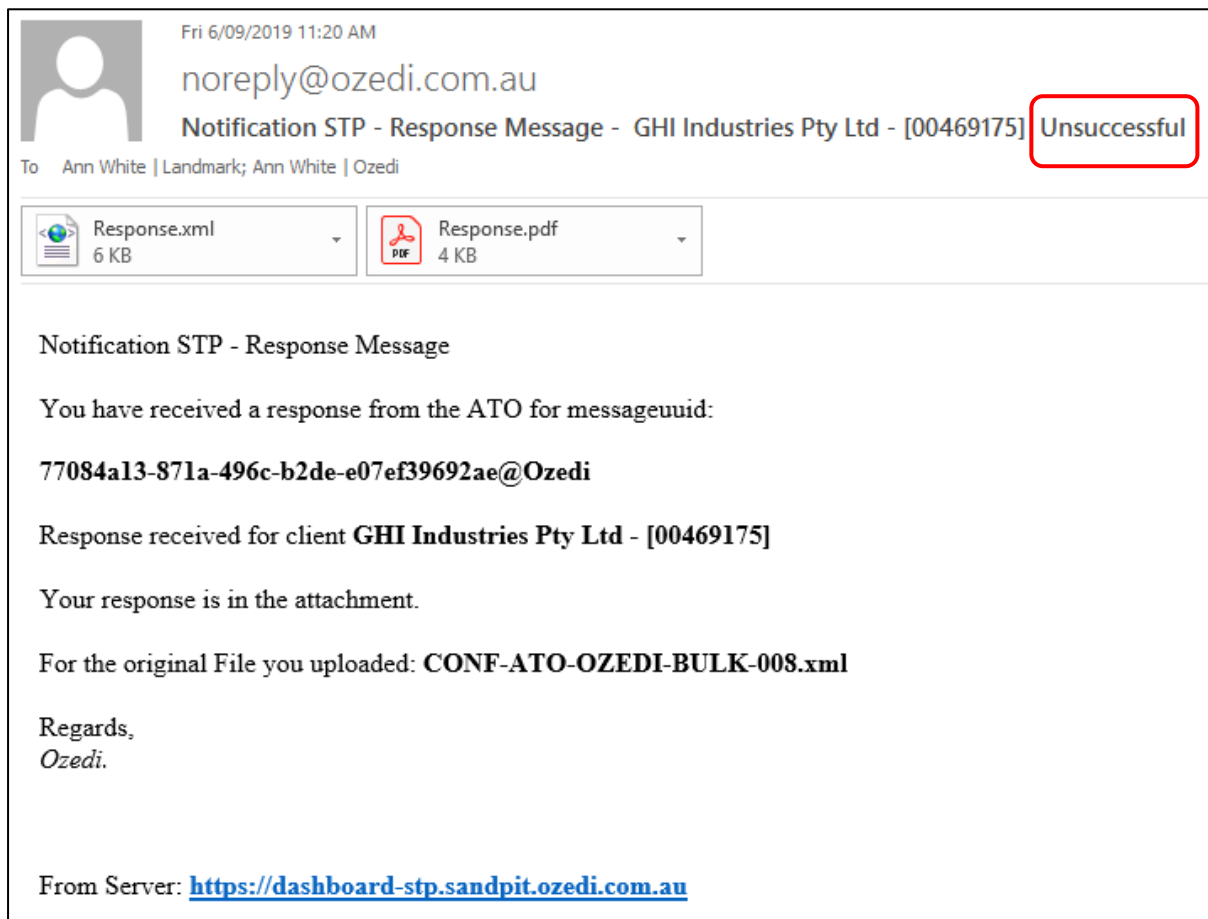 Fri 6/09/2019 11:20 AM
noreply@ozedi.com.au
Notification STP - Response Message -  GHI Industries Pty Ltd - [00469175] Unsuccessful
To Ann White | Landmark; Ann White | Ozedi
Response.xml
6 KB
PDF
Response.pdf
4 KB
Notification STP - Response Message
You have received a response from the ATO for messageuuid:
77084a13-871a-496c-b2de-e07ef39692ae@Ozedi
Response received for client GHI Industries Pty Ltd - [00469175]
Your response is in the attachment.
For the original File you uploaded: CONF-ATO-OZEDI-BULK-008.xml
Regards,
Ozedi.
From Server: https://dashboard-stp.sandpit.ozedi.com.au